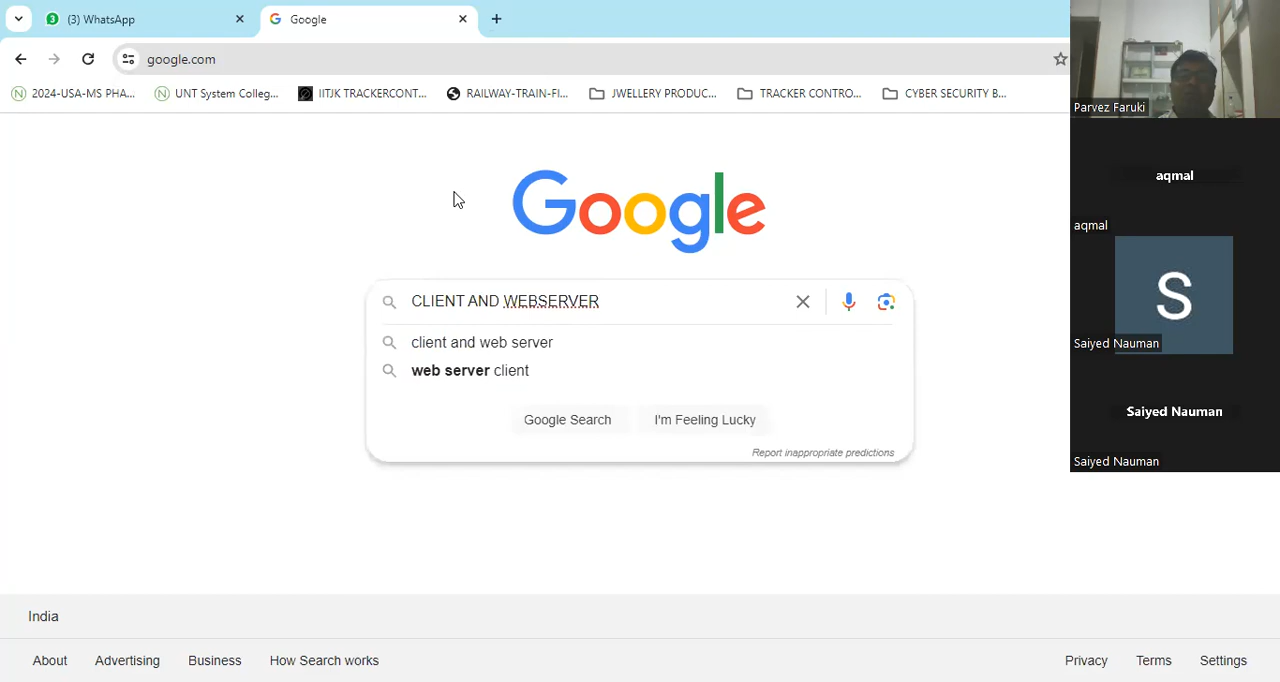 3 (3) WhatsApp
Google
google.com
2024-USA-MS PHA...
UNT System Colleg...
IITJK TRACKERCONT...
RAILWAY-TRAIN-FI...
JWELLERY PRODUC...
TRACKER CONTRO...
CYBER SECURITY B...
Google
CLIENT AND WEBSERVER
client and web server
web server client
Google Search
I'm Feeling Lucky
Report inappropriate predictions
India
About
Advertising
Business
How Search works
Privacy
Terms
Settings
Parvez Faruki
aqmal
aqmal
S
Saiyed Nauman
Saiyed Nauman
Saiyed Nauman